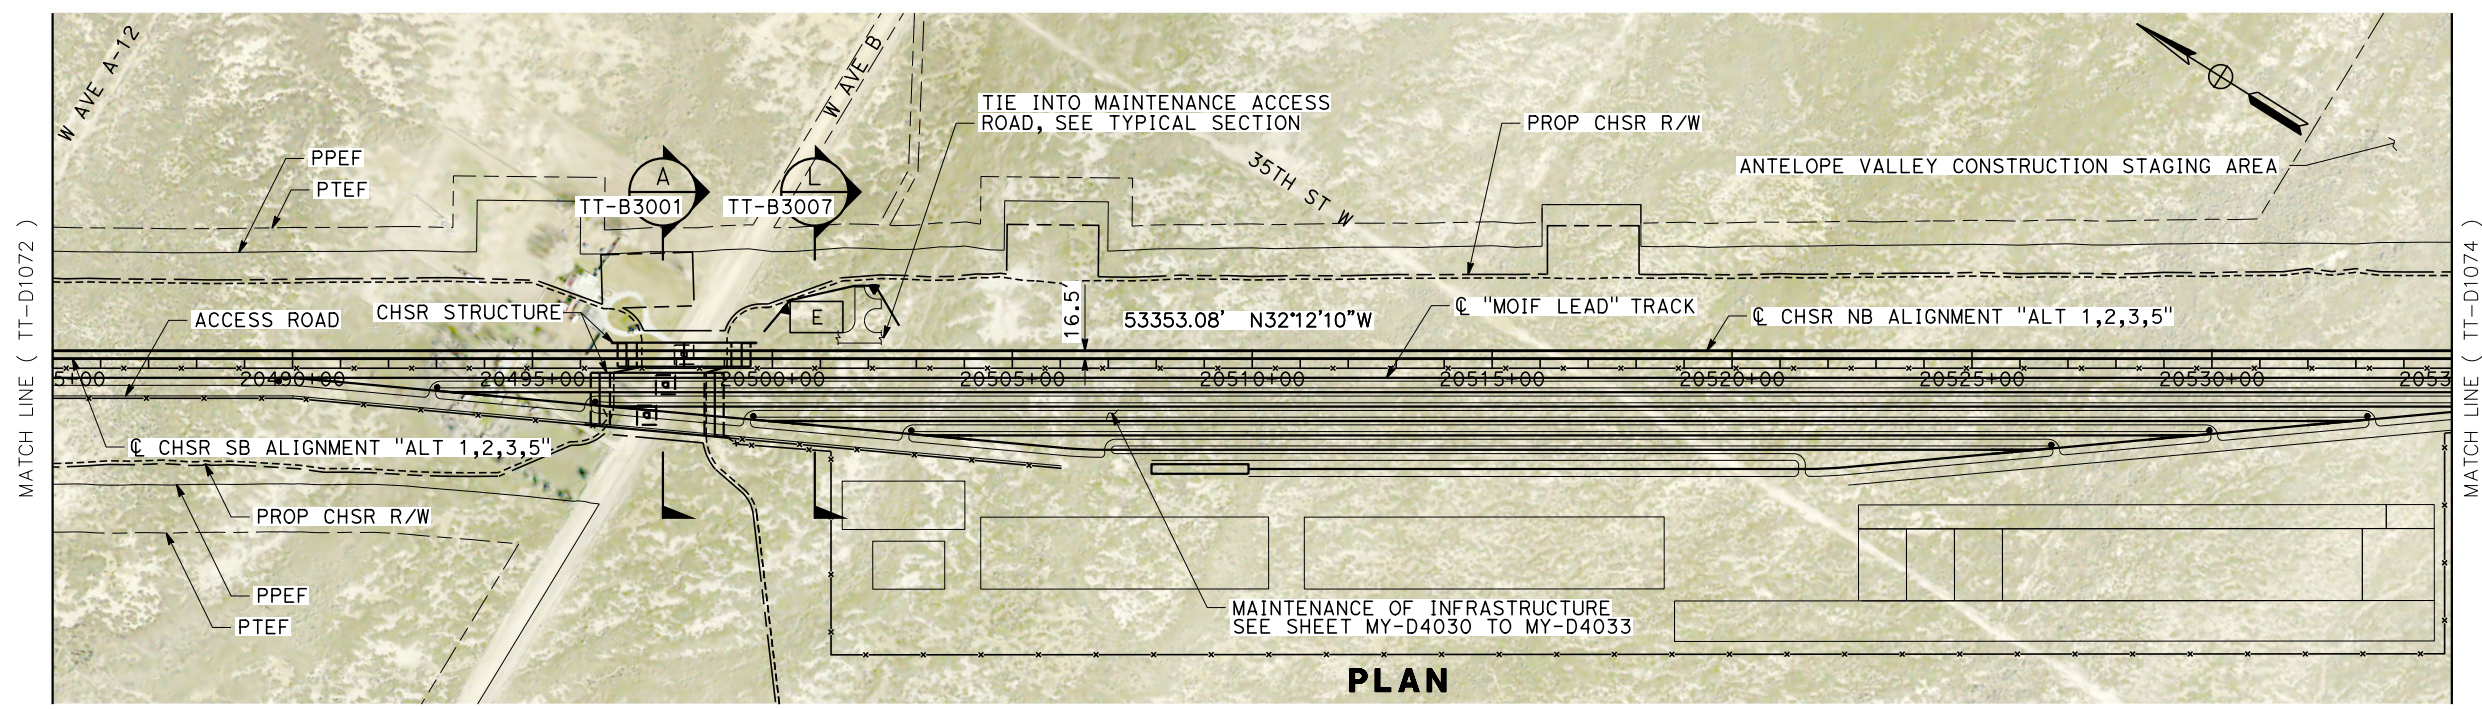 W AVE A-12
W AVE B
TIE INTO MAINTENANCE ACCESS
ROAD, SEE TYPICAL SECTION
PROP CHSR R/W
ANTELOPE VALLEY CONSTRUCTION STAGING AREA
35TH ST W
PPEF
PTEF
A
TT-B3001
L
TT-B3007
MATCH LINE ( TT-D1072 )
MATCH LINE ( TT-D1074 )
CHSR STRUCTURE
ACCESS ROAD
E
16.5
53353.08' N32°12'10"W
℄ "MOIF LEAD" TRACK
℄ CHSR NB ALIGNMENT "ALT 1,2,3,5"
5+00
20490+00
20495+00
20500+00
20505+00
20510+00
20515+00
20520+00
20525+00
20530+00
2053
℄ CHSR SB ALIGNMENT "ALT 1,2,3,5"
PROP CHSR R/W
PPEF
PTEF
MAINTENANCE OF INFRASTRUCTURE
SEE SHEET MY-D4030 TO MY-D4033
PLAN